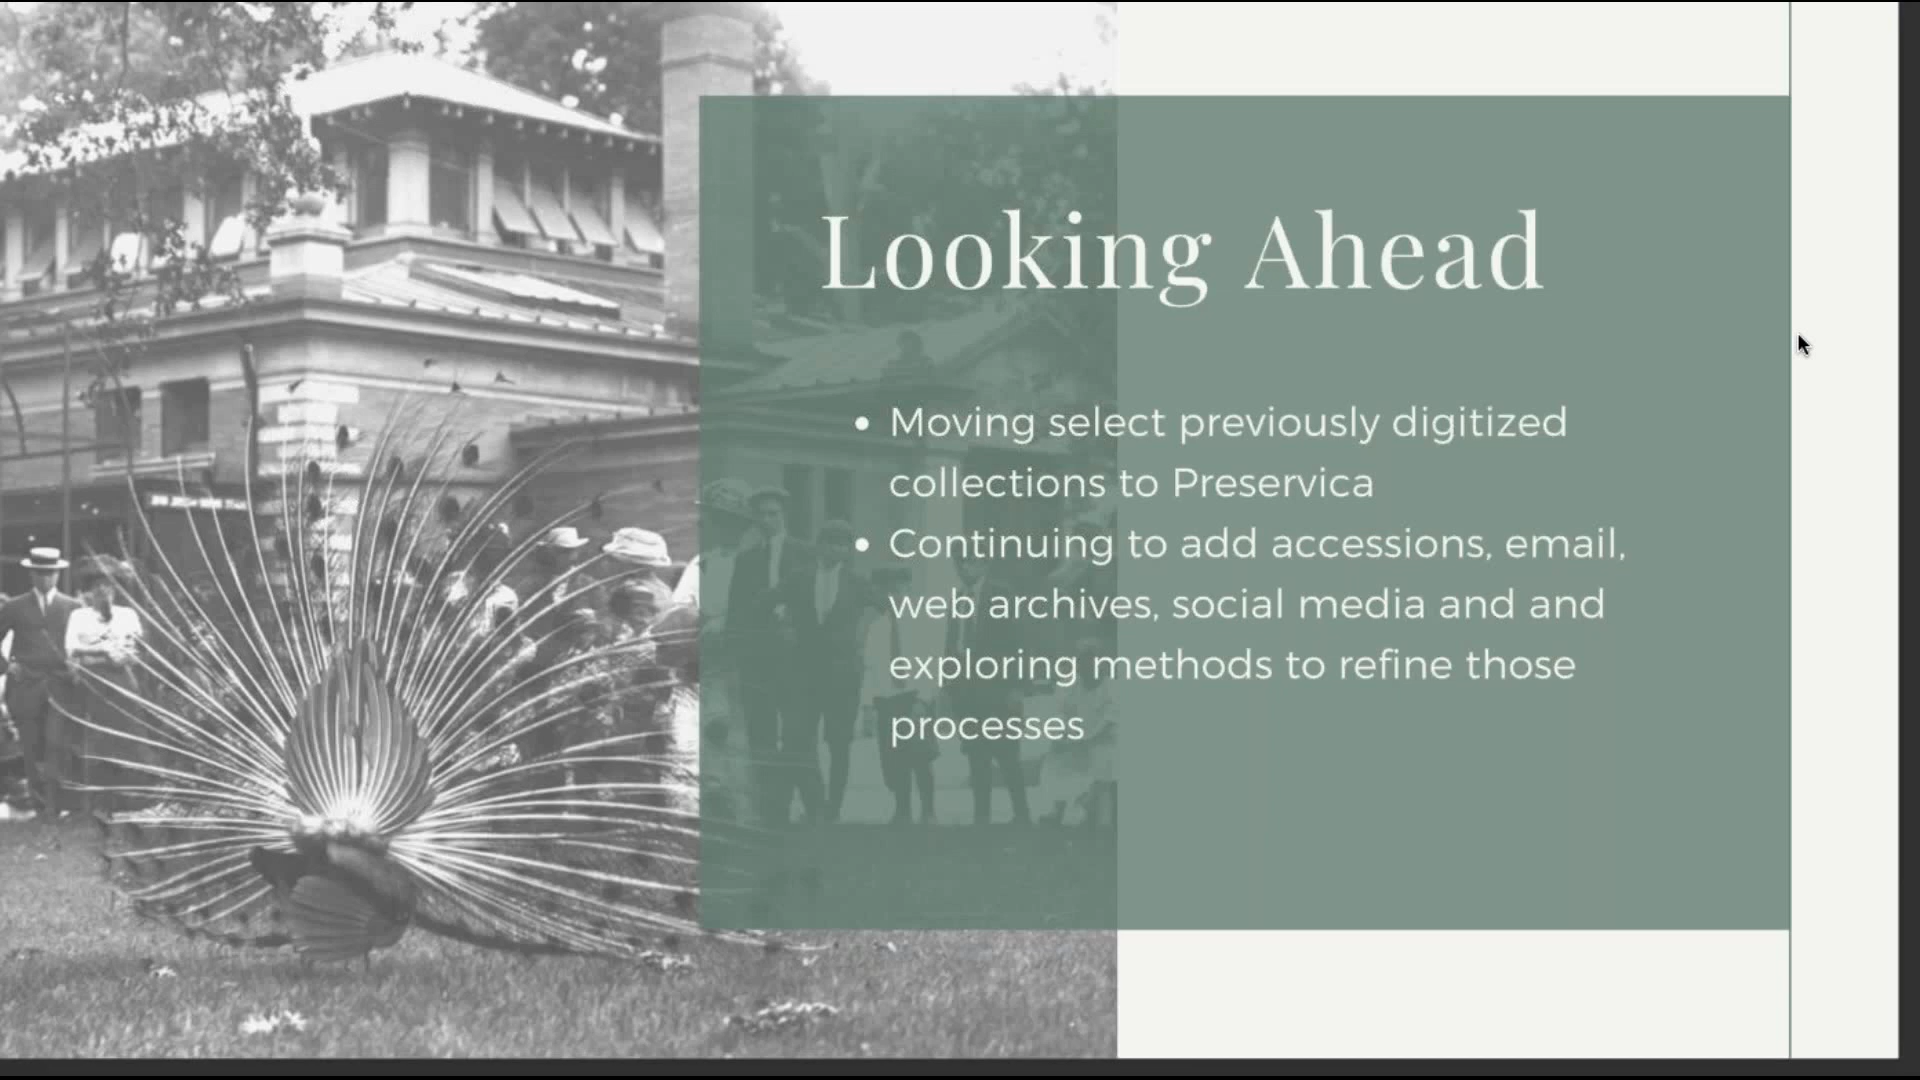 Looking Ahead
• Moving select previously digitized
collections to Preservica
• Continuing to add accessions, email,
web archives, social media and and
exploring methods to refine those
processes